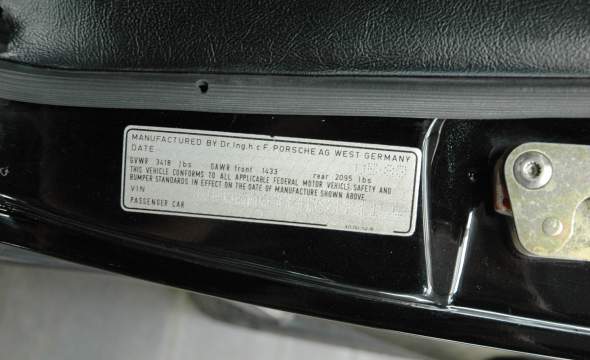 MANUFACTURED BY Dr.Ing.h.c.F. PORSCHE AG WEST GERMANY
DATE:
GVWR 3418 lbs GAWR front 1433 rear 2095 lbs
THIS VEHICLE CONFORMS TO ALL APPLICABLE FEDERAL MOTOR VEHICLE SAFETY AND
BUMPER STANDARDS IN EFFECT ON THE DATE OF MANUFACTURE SHOWN ABOVE.
VIN:
PASSENGER CAR